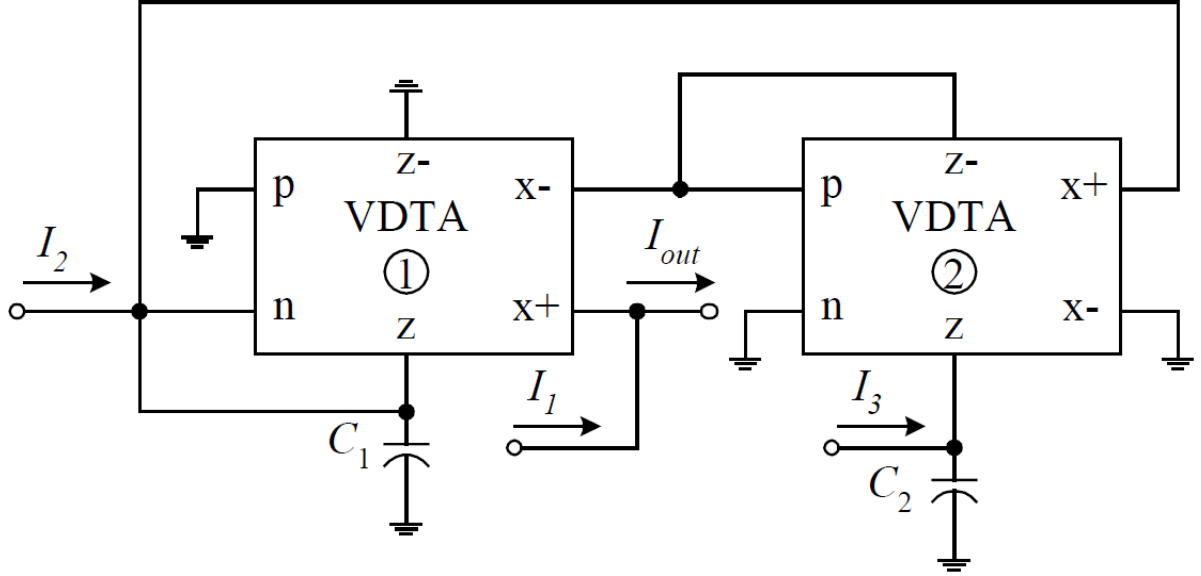 z-
p
x-
VDTA
1
I2
n
x+
z
C1
Iout
I1
z-
p
x+
VDTA
2
n
x-
z
I3
C2